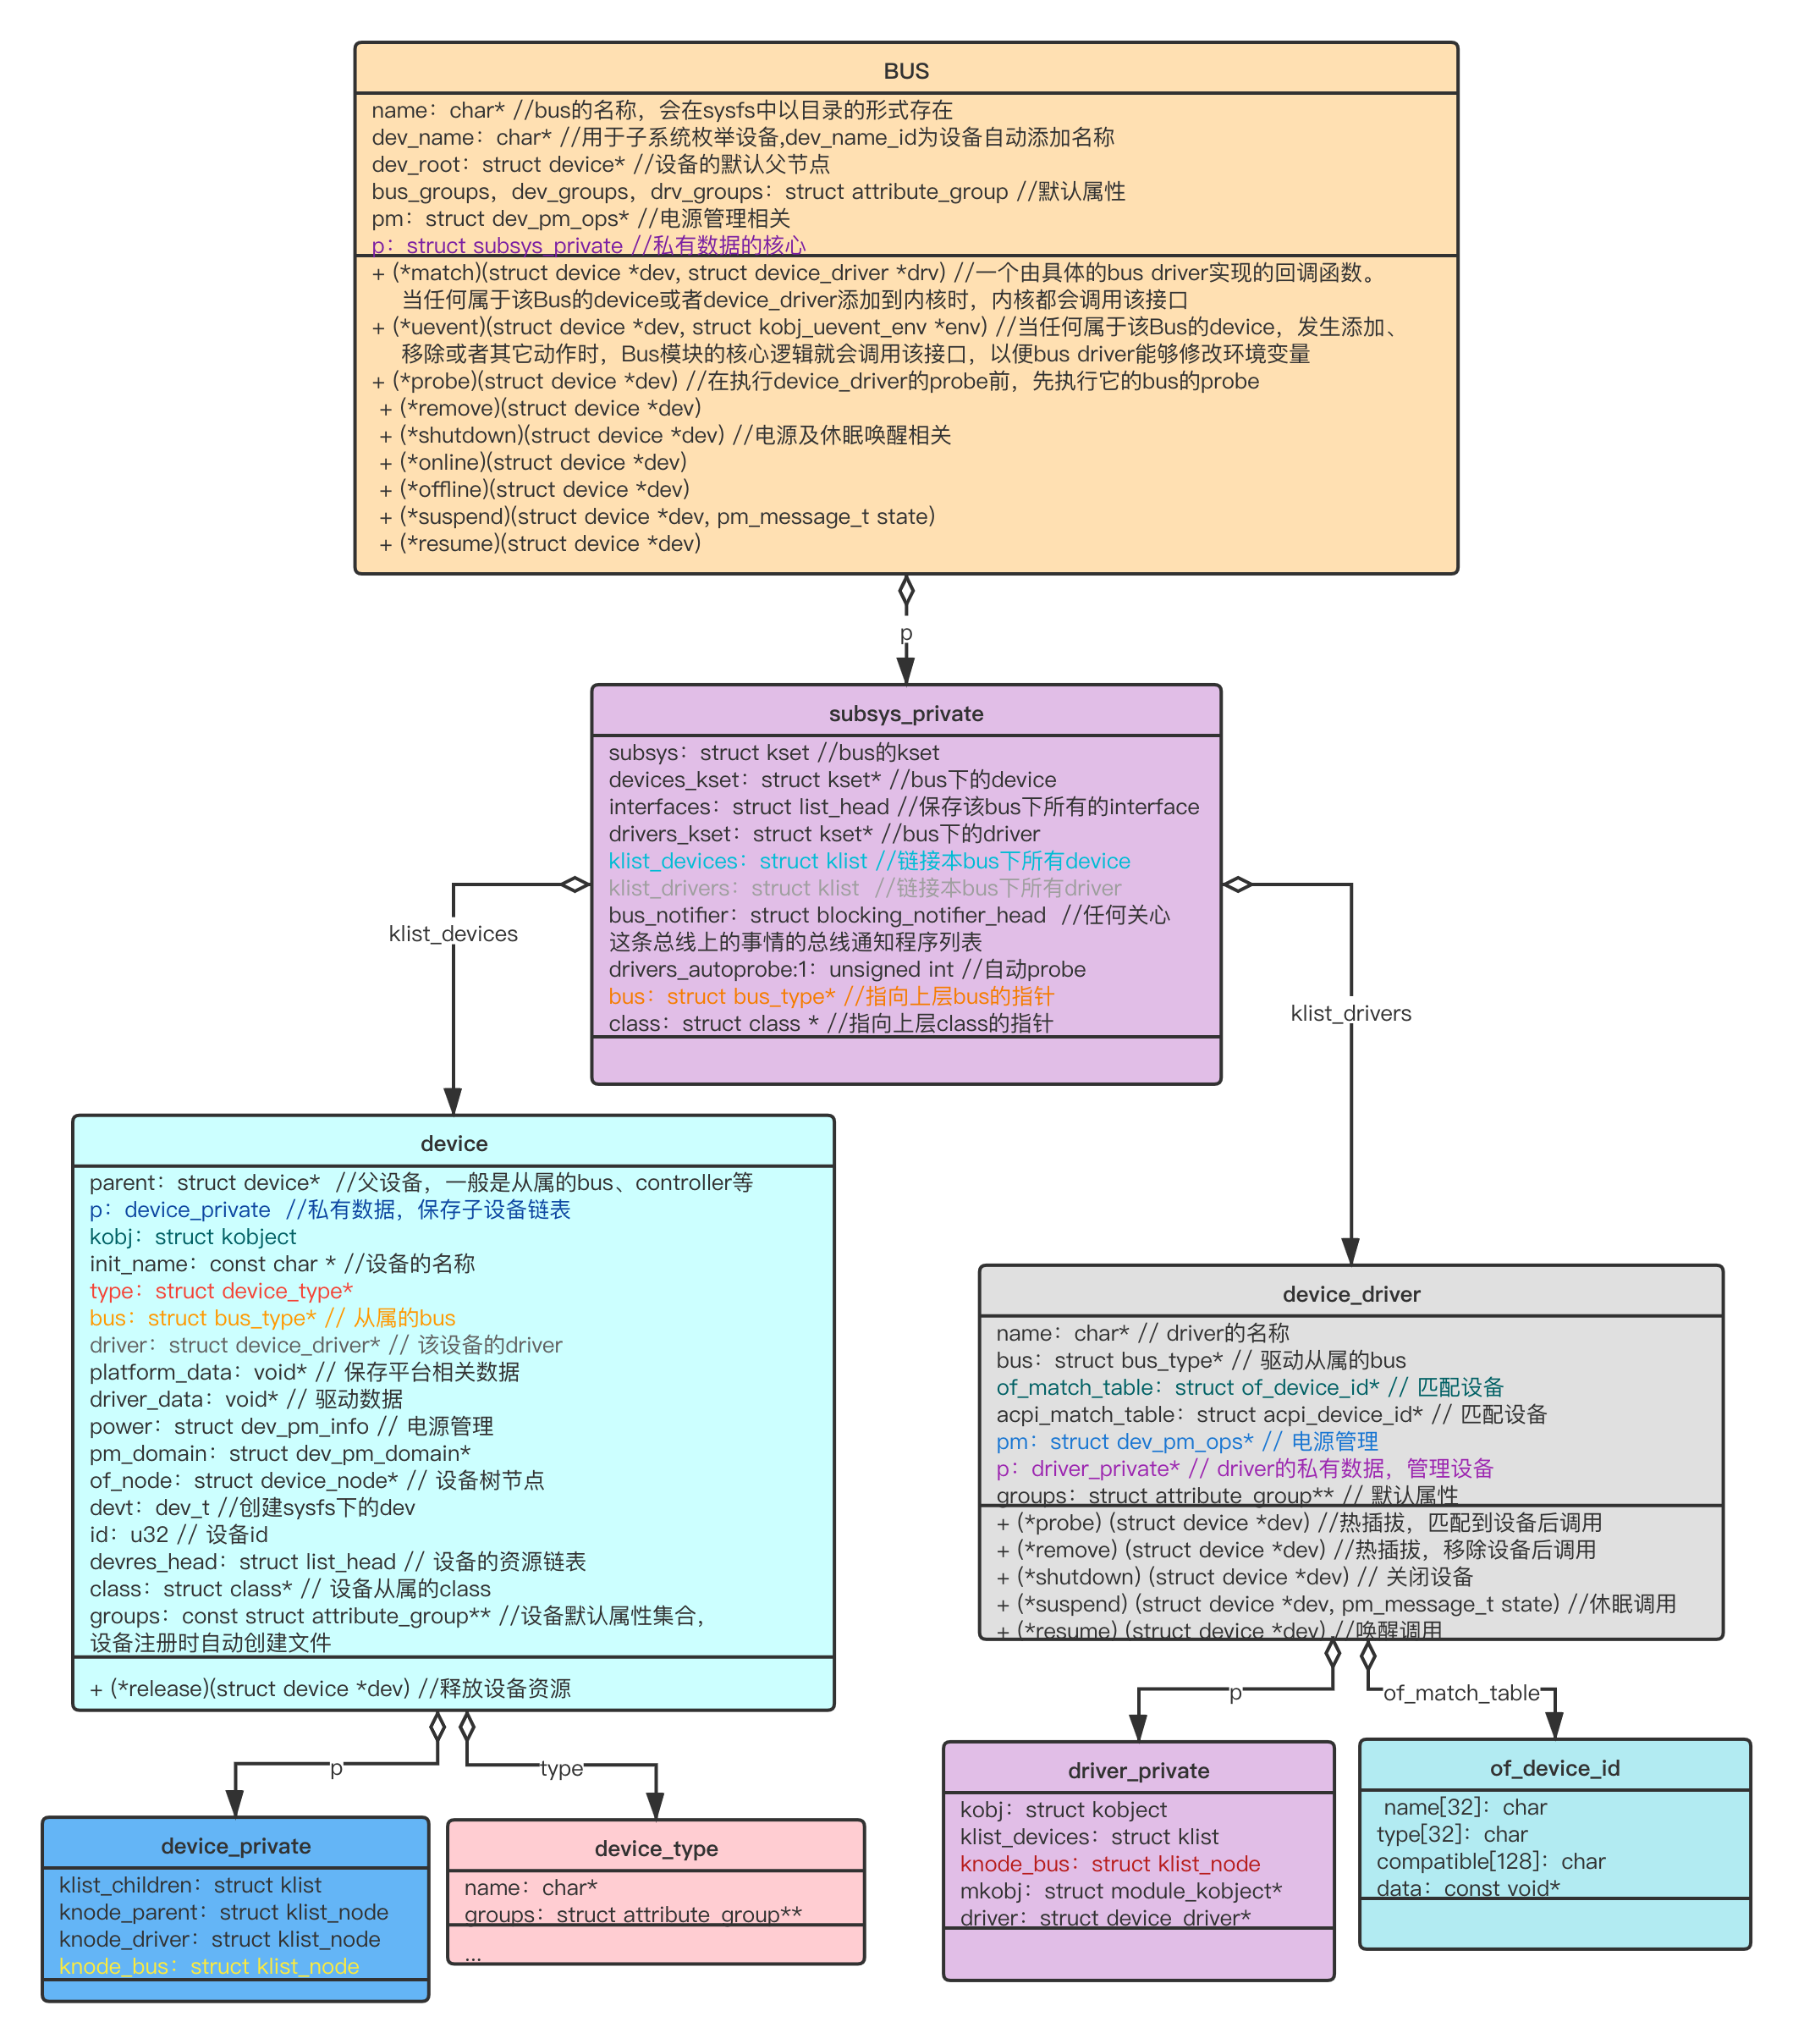 BUS
name：char* //bus的名称，会在sysfs中以目录的形式存在
dev_name：char* //用于子系统枚举设备,dev_name_id为设备自动添加名称
dev_root：struct device* //设备的默认父节点
bus_groups，dev_groups，drv_groups：struct attribute_group //默认属性
pm：struct dev_pm_ops* //电源管理相关
p：struct subsys_private //私有数据的核心
+ (*match)(struct device *dev, struct device_driver *drv) //一个由具体的bus driver实现的回调函数。
当任何属于该Bus的device或者device_driver添加到内核时，内核都会调用该接口
+ (*uevent)(struct device *dev, struct kobj_uevent_env *env) //当任何属于该Bus的device，发生添加、
移除或者其它动作时，Bus模块的核心逻辑就会调用该接口，以便bus driver能够修改环境变量
+ (*probe)(struct device *dev) //在执行device_driver的probe前，先执行它的bus的probe
+ (*remove)(struct device *dev)
+ (*shutdown)(struct device *dev) //电源及休眠唤醒相关
+ (*online)(struct device *dev)
+ (*offline)(struct device *dev)
+ (*suspend)(struct device *dev, pm_message_t state)
+ (*resume)(struct device *dev)
p
subsys_private
subsys：struct kset //bus的kset
devices_kset：struct kset* //bus下的device
interfaces：struct list_head //保存该bus下所有的interface
drivers_kset：struct kset* //bus下的driver
klist_devices：struct klist //链接本bus下所有device
klist_drivers：struct klist  //链接本bus下所有driver
bus_notifier：struct blocking_notifier_head  //任何关心
这条总线上的事情的总线通知程序列表
drivers_autoprobe:1：unsigned int //自动probe
bus：struct bus_type* //指向上层bus的指针
class：struct class * //指向上层class的指针
klist_devices
klist_drivers
device
parent：struct device*  //父设备，一般是从属的bus、controller等
p：device_private  //私有数据，保存子设备链表
kobj：struct kobject
init_name：const char * //设备的名称
type：struct device_type*
bus：struct bus_type* // 从属的bus
driver：struct device_driver* // 该设备的driver
platform_data：void* // 保存平台相关数据
driver_data：void* // 驱动数据
power：struct dev_pm_info // 电源管理
pm_domain：struct dev_pm_domain*
of_node：struct device_node* // 设备树节点
devt：dev_t //创建sysfs下的dev
id：u32 // 设备id
devres_head：struct list_head // 设备的资源链表
class：struct class* // 设备从属的class
groups：const struct attribute_group** //设备默认属性集合，
设备注册时自动创建文件
+ (*release)(struct device *dev) //释放设备资源
device_driver
name：char* // driver的名称
bus：struct bus_type* // 驱动从属的bus
of_match_table：struct of_device_id* // 匹配设备
acpi_match_table：struct acpi_device_id* // 匹配设备
pm：struct dev_pm_ops* // 电源管理
p：driver_private* // driver的私有数据，管理设备
groups：struct attribute_group** // 默认属性
+ (*probe) (struct device *dev) //热插拔，匹配到设备后调用
+ (*remove) (struct device *dev) //热插拔，移除设备后调用
+ (*shutdown) (struct device *dev) // 关闭设备
+ (*suspend) (struct device *dev, pm_message_t state) //休眠调用
+ (*resume) (struct device *dev) //唤醒调用
p
type
p
of_match_table
device_private
klist_children：struct klist
knode_parent：struct klist_node
knode_driver：struct klist_node
knode_bus：struct klist_node
device_type
name：char*
groups：struct attribute_group**
...
driver_private
kobj：struct kobject
klist_devices：struct klist
knode_bus：struct klist_node
mkobj：struct module_kobject*
driver：struct device_driver*
of_device_id
name[32]：char
type[32]：char
compatible[128]：char
data：const void*